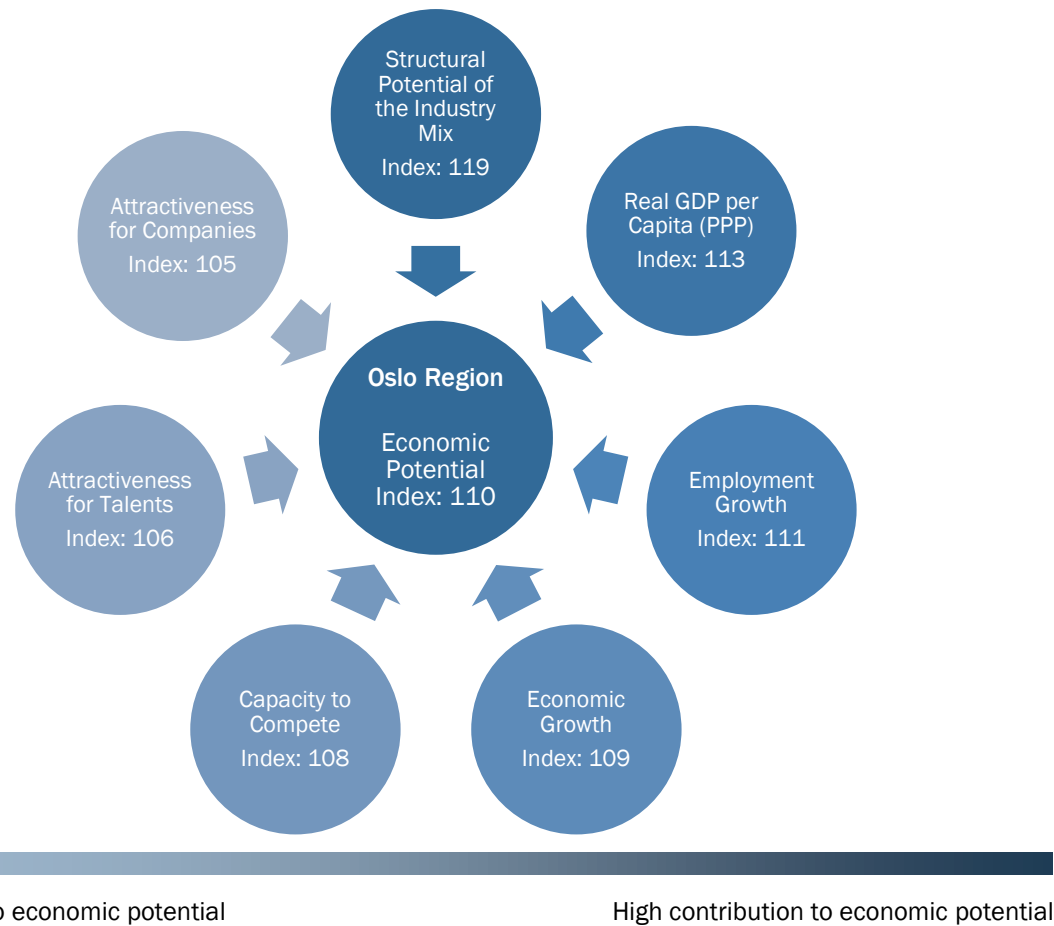 Structural
Potential of
the Industry
Mix
Index: 119
Real GDP per
Capita (PPP)
Index: 113
Employment
Growth
Index: 111
Economic
Growth
Index: 109
Capacity to
Compete
Index: 108
Attractiveness
for Talents
Index: 106
Attractiveness
for Companies
Index: 105
Oslo Region
Economic
Potential
Index: 110
economic potential
High contribution to economic potential